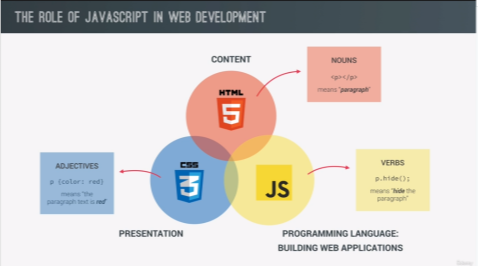 THE ROLE OF JAVASCRIPT IN WEB DEVELOPMENT
CONTENT
NOUNS
<p></p>
means "paragraph"
HTML
5
ADJECTIVES
p {color: red}
means "the
paragraph text is red"
CSS
3
JS
VERBS
p.hide();
means "hide the
paragraph"
PRESENTATION
PROGRAMMING LANGUAGE:
BUILDING WEB APPLICATIONS